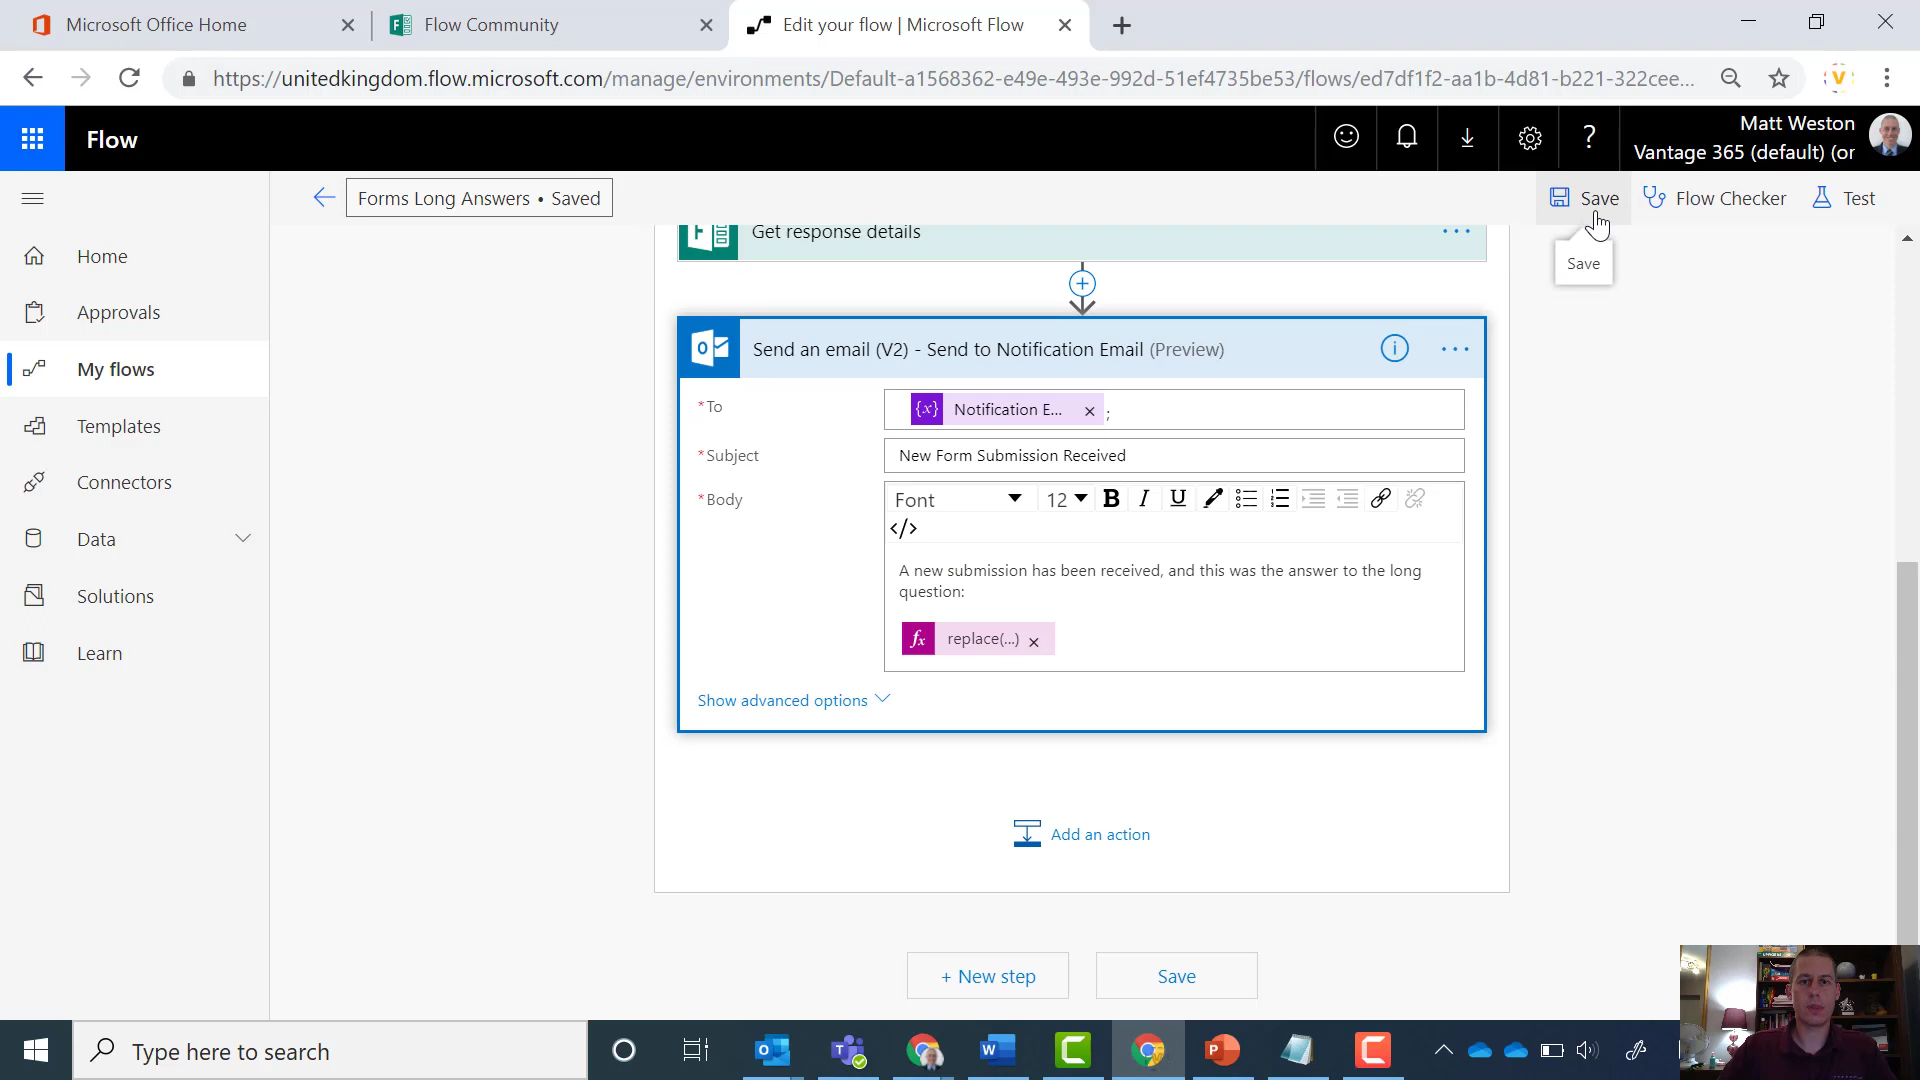 Microsoft Office Home
Flow Community
Edit your flow | Microsoft Flow
https://unitedkingdom.flow.microsoft.com/manage/environments/Default-a1568362-e49e-493e-992d-51ef4735be53/flows/ed7df1f2-aa1b-4d81-b221-322cee...
Flow
Matt Weston
Vantage 365 (default) (or
Forms Long Answers • Saved
Save
Flow Checker
Test
Save
Home
Approvals
My flows
Templates
Connectors
Data
Solutions
Learn
Get response details
Send an email (V2) - Send to Notification Email (Preview)
*To
Notification E... × ;
*Subject
New Form Submission Received
*Body
Font
12
B I U
</>
A new submission has been received, and this was the answer to the long
question:
fx replace(...) ×
Show advanced options
Add an action
+ New step
Save
Type here to search